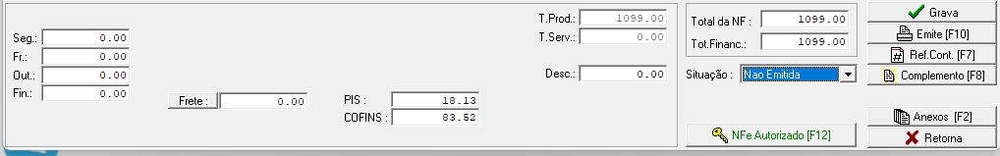 T.Prod.: 1099.00
Total da NF : 1099.00
Grava
Seg.: 0.00
T.Serv.: 0.00
Emite [F10]
Fr.: 0.00
Tot.Financ.: 1099.00
Ref.Cont. [F7]
Out.: 0.00
Desc.: 0.00
Situação : Nao Emitida
Complemento [F8]
Fin.: 0.00
Frete : 0.00
PIS : 18.13
COFINS : 83.52
Anexos [F2]
NFe Autorizado [F12]
Retorna